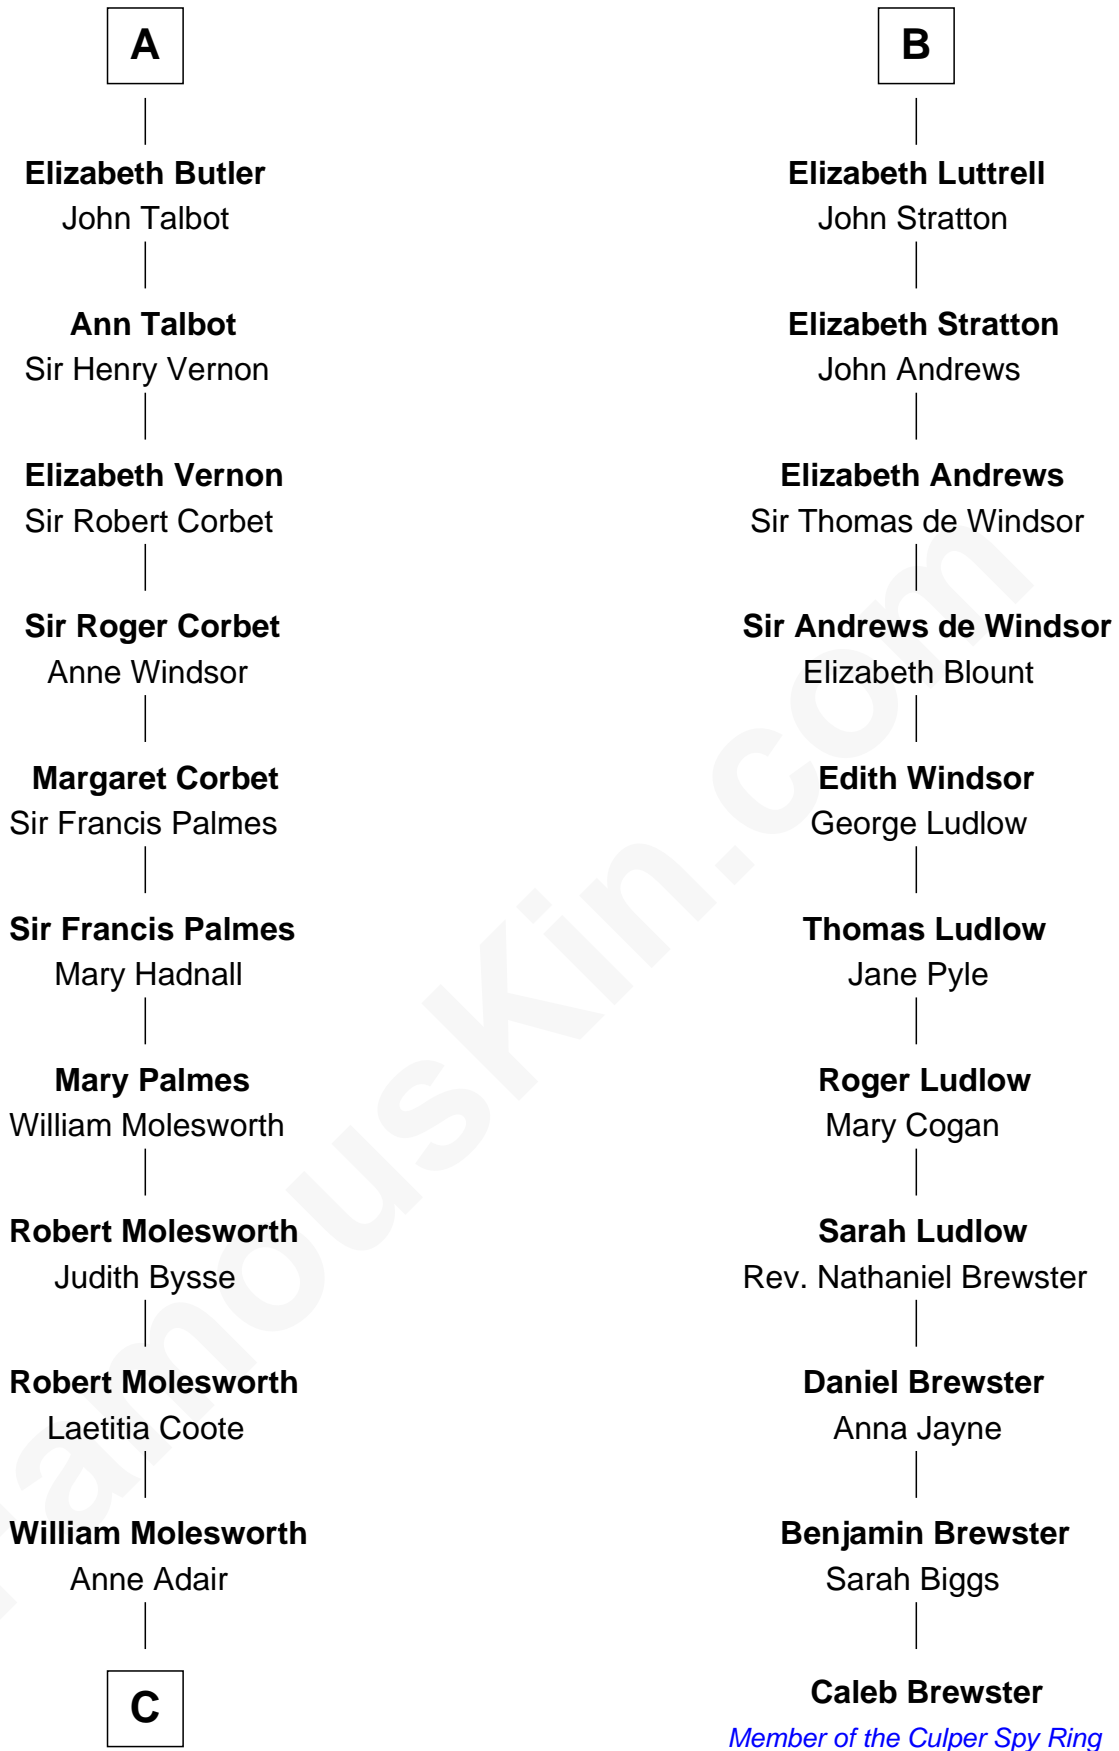 A
Elizabeth Butler
John Talbot
Ann Talbot
Sir Henry Vernon
Elizabeth Vernon
Sir Robert Corbet
Sir Roger Corbet
Anne Windsor
Margaret Corbet
Sir Francis Palmes
Sir Francis Palmes
Mary Hadnall
Mary Palmes
William Molesworth
Robert Molesworth
Judith Bysse
Robert Molesworth
Laetitia Coote
William Molesworth
Anne Adair
C
B
Elizabeth Luttrell
John Stratton
Elizabeth Stratton
John Andrews
Elizabeth Andrews
Sir Thomas de Windsor
Sir Andrews de Windsor
Elizabeth Blount
Edith Windsor
George Ludlow
Thomas Ludlow
Jane Pyle
Roger Ludlow
Mary Cogan
Sarah Ludlow
Rev. Nathaniel Brewster
Daniel Brewster
Anna Jayne
Benjamin Brewster
Sarah Biggs
Caleb Brewster
Member of the Culper Spy Ring
FamousKin.com